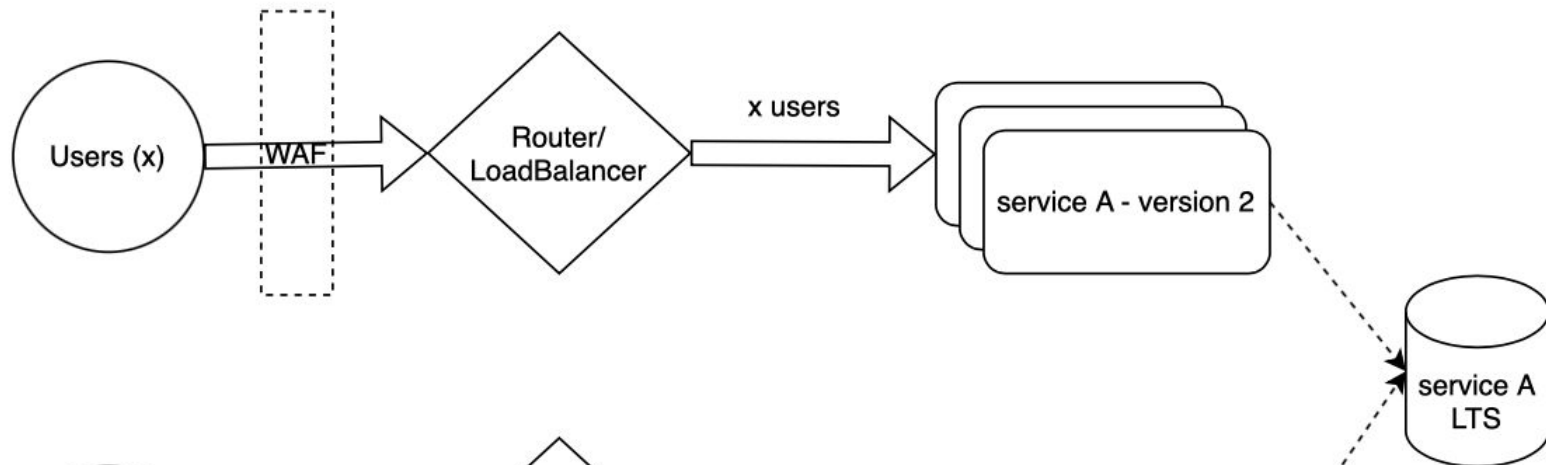 Users (x)
WAF
Router/
LoadBalancer
x users
service A - version 2
service A
LTS